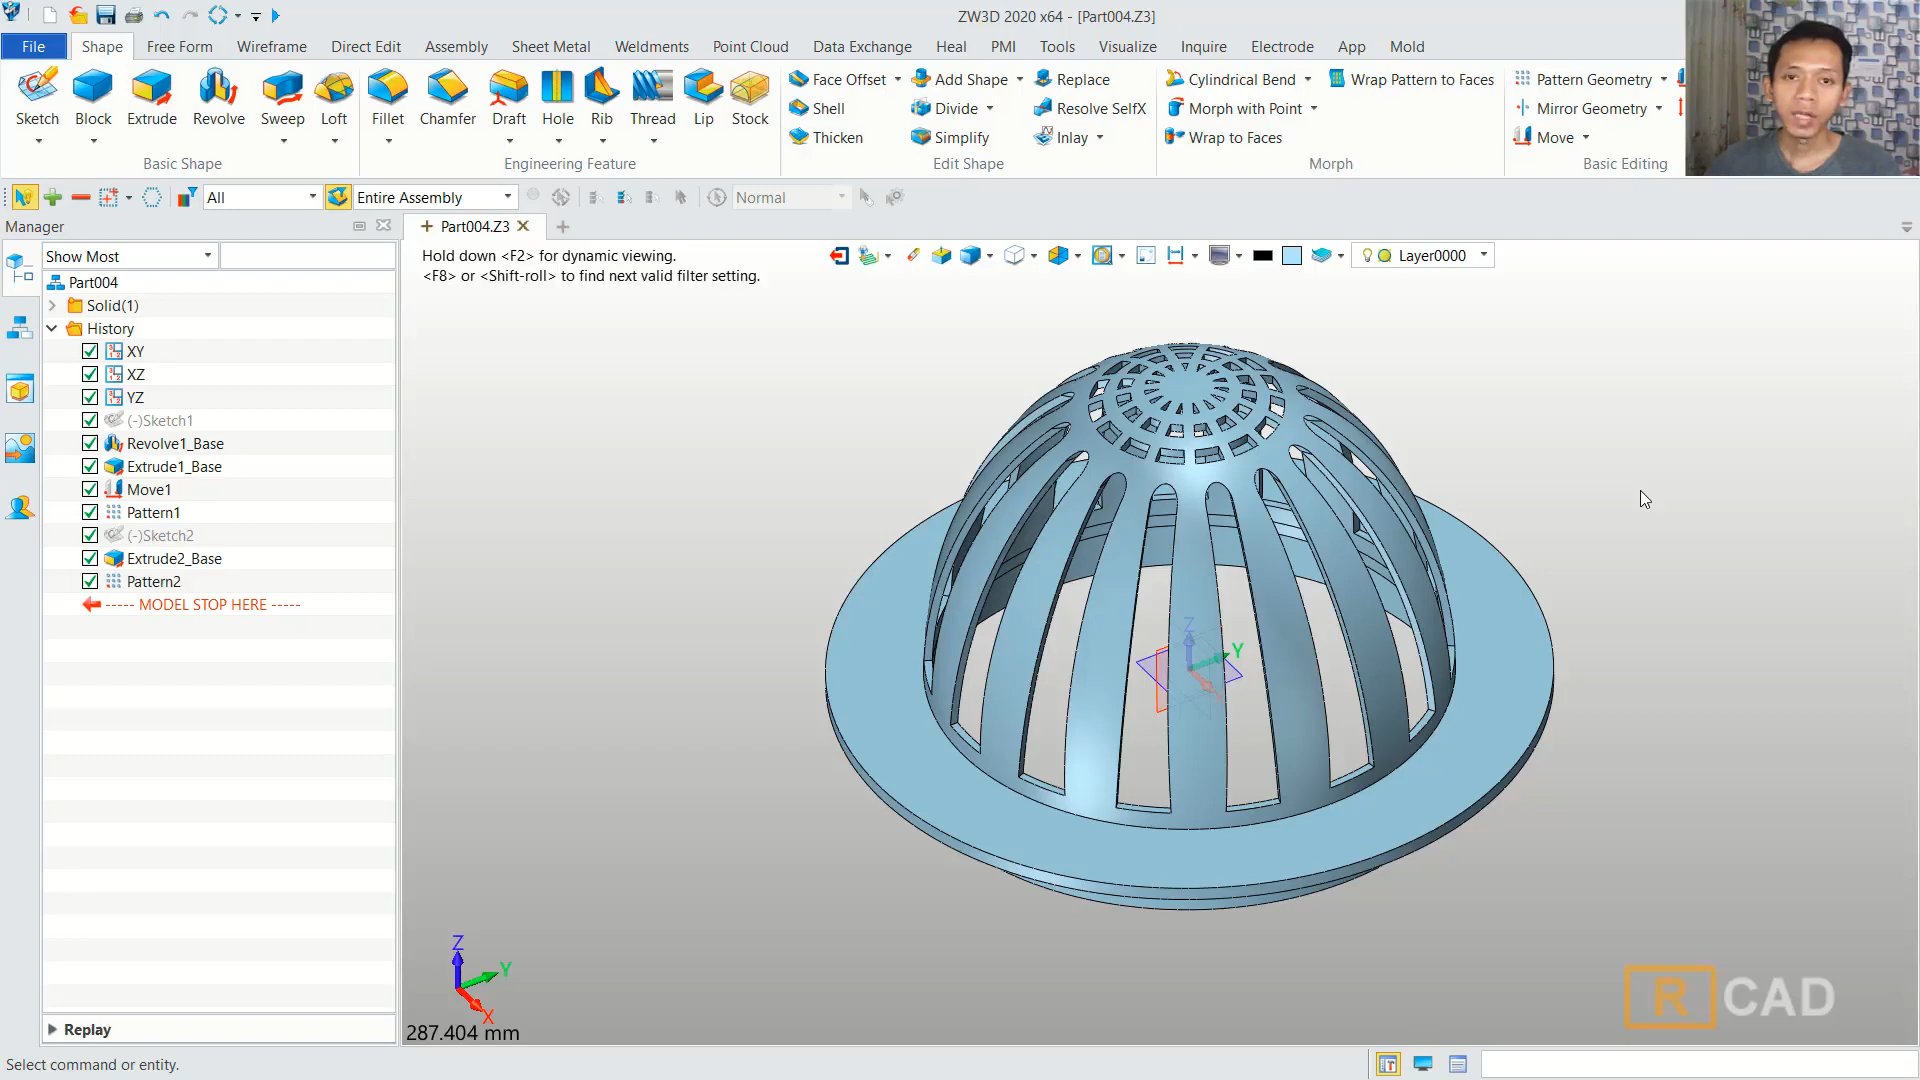 ZW3D 2020 x64 - [Part004.Z3]
File Shape Free Form Wireframe Direct Edit Assembly Sheet Metal Weldments Point Cloud Data Exchange Heal PMI Tools Visualize Inquire Electrode App Mold
Sketch Block Extrude Revolve Sweep Loft
Basic Shape
Fillet Chamfer Draft Hole Rib Thread Lip Stock
Engineering Feature
Face Offset Add Shape Replace
Shell Divide Resolve SelfX
Thicken Simplify Inlay
Edit Shape
Cylindrical Bend Wrap Pattern to Faces
Morph with Point
Wrap to Faces
Morph
Pattern Geometry
Mirror Geometry
Move
Basic Editing
All Entire Assembly Normal
Manager
Part004.Z3
Show Most
Part004
Solid(1)
History
XY
XZ
YZ
(-)Sketch1
Revolve1_Base
Extrude1_Base
Move1
Pattern1
(-)Sketch2
Extrude2_Base
Pattern2
----- MODEL STOP HERE -----
Replay
Hold down <F2> for dynamic viewing.
<F8> or <Shift-roll> to find next valid filter setting.
Layer0000
Z
Y
Z
Y
X
287.404 mm
R CAD
Select command or entity.